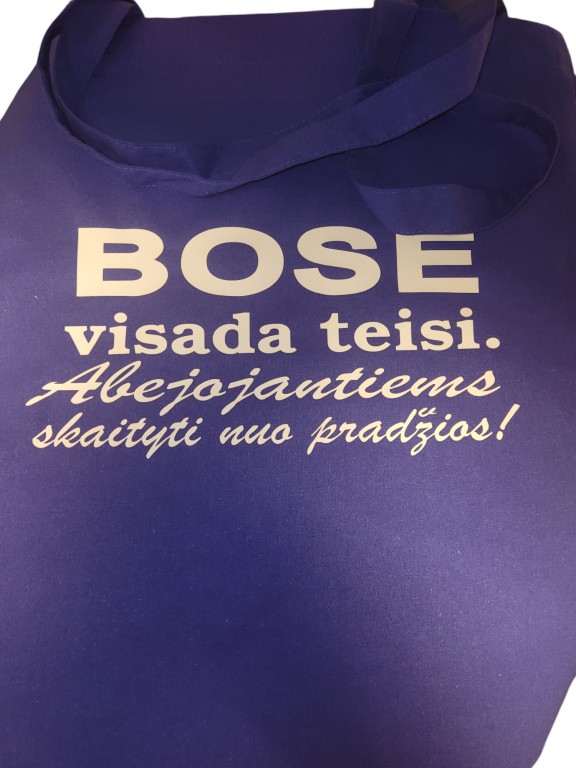 BOSE
visada teisi.
Abejojantiems
skaityti nuo pradžios!